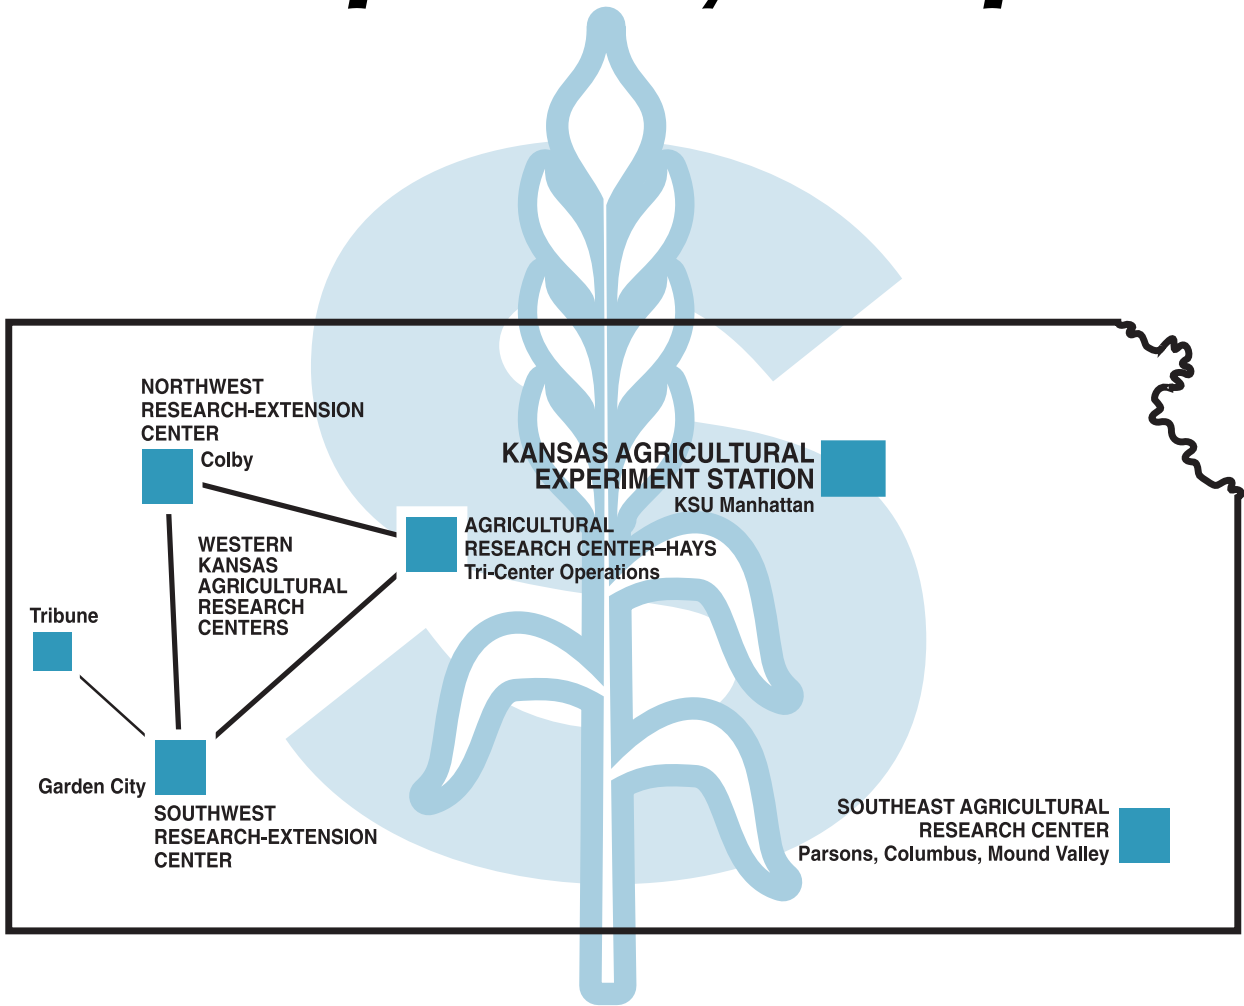 NORTHWEST
RESEARCH-EXTENSION
CENTER
Colby
KANSAS AGRICULTURAL
EXPERIMENT STATION
KSU Manhattan
AGRICULTURAL
RESEARCH CENTER–HAYS
Tri-Center Operations
WESTERN
KANSAS
AGRICULTURAL
RESEARCH
CENTERS
Tribune
Garden City
SOUTHWEST
RESEARCH-EXTENSION
CENTER
SOUTHEAST AGRICULTURAL
RESEARCH CENTER
Parsons, Columbus, Mound Valley